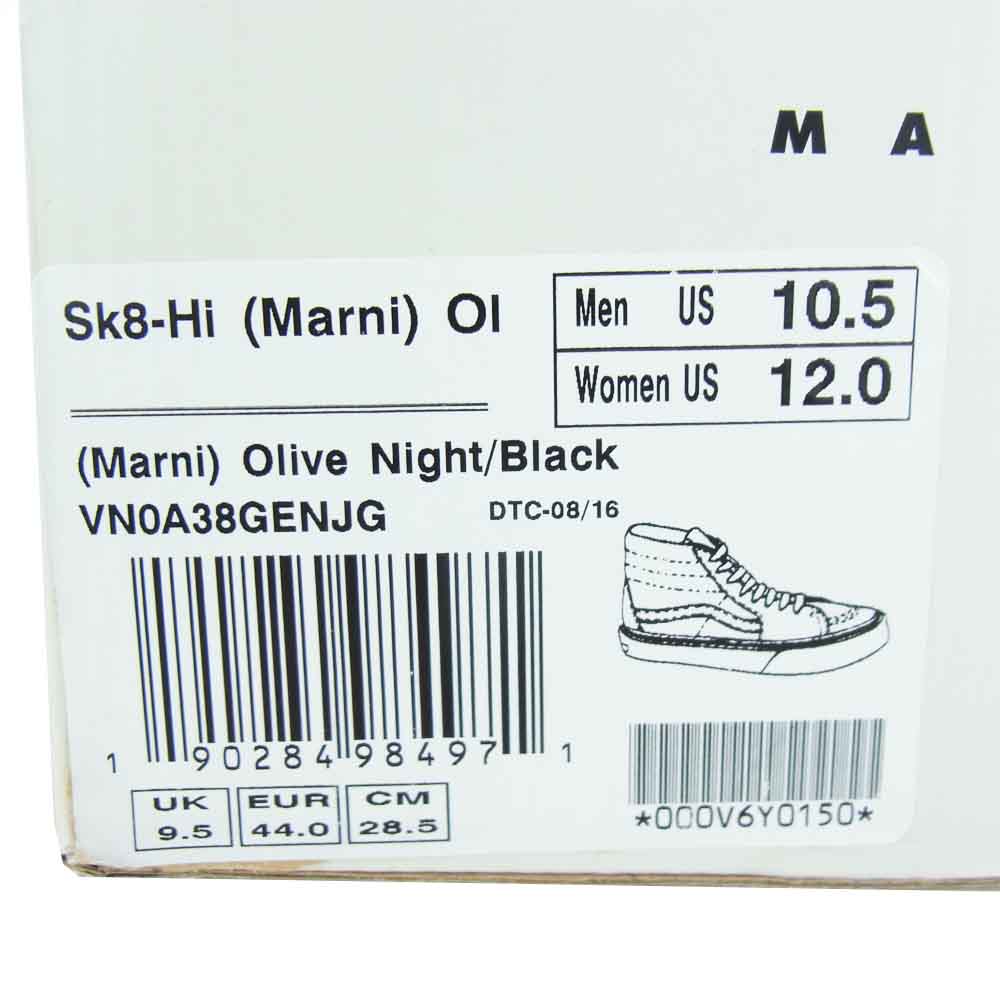 M A
Sk8-Hi (Marni) Ol
Men US 10.5
Women US 12.0
(Marni) Olive Night/Black
VN0A38GENJG DTC-08/16
1 90284 98497 1
*000V6Y0150*
UK EUR CM
9.5 44.0 28.5